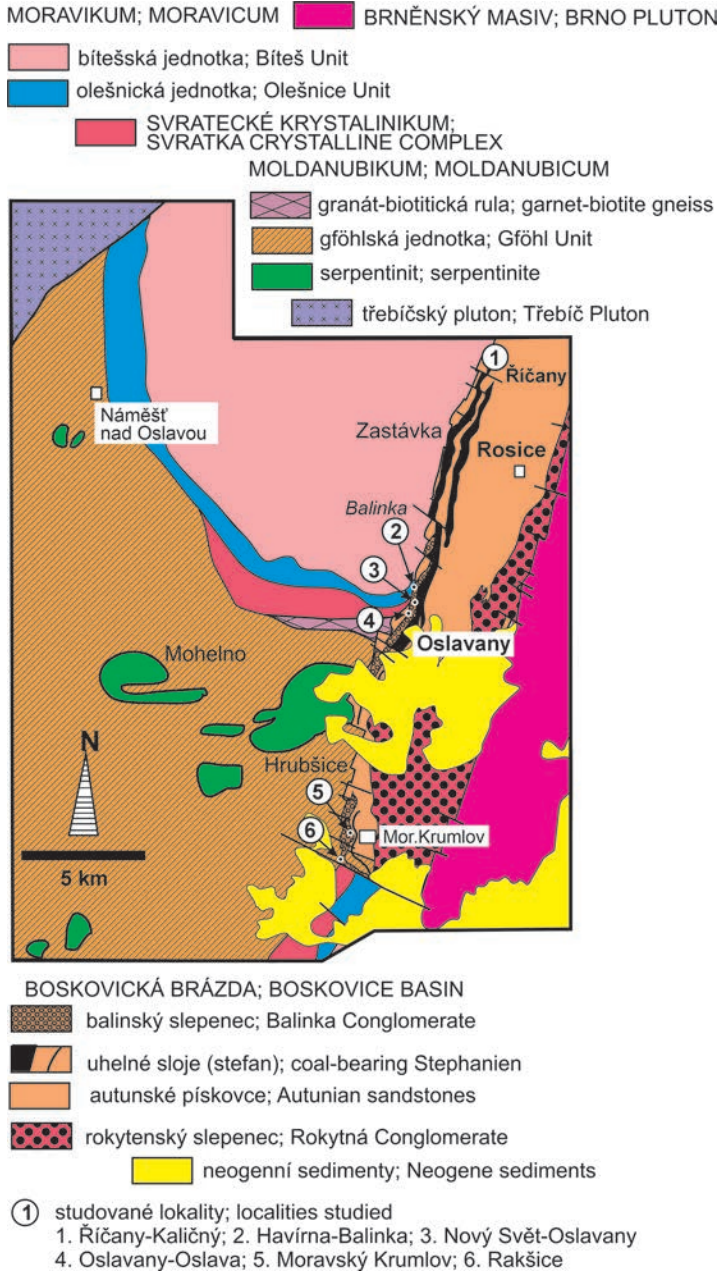 MORAVIKUM; MORAVICUM
BRNĚNSKÝ MASIV; BRNO PLUTON
bítešská jednotka; Bíteš Unit
olešnická jednotka; Olešnice Unit
SVRATECKÉ KRYSTALINIKUM;
SVRATKA CRYSTALLINE COMPLEX
MOLDANUBIKUM; MOLDANUBICUM
granát-biotitická rula; garnet-biotite gneiss
gföhlská jednotka; Gföhl Unit
serpentinit; serpentinite
třebíčský pluton; Třebíč Pluton
1
Říčany
Náměšť
nad Oslavou
Zastávka
Rosice
Balinka
2
3
4
Oslavany
Mohelno
N
Hrubšice
5
6
Mor.Krumlov
5 km
BOSKOVICKÁ BRÁZDA; BOSKOVICE BASIN
balinský slepenec; Balinka Conglomerate
uhelné sloje (stefan); coal-bearing Stephanien
autunské pískovce; Autunian sandstones
rokytenský slepenec; Rokytná Conglomerate
neogenní sedimenty; Neogene sediments
1 studované lokality; localities studied
1. Říčany-Kaličný; 2. Havírna-Balinka; 3. Nový Svět-Oslavany
4. Oslavany-Oslava; 5. Moravský Krumlov; 6. Rakšice